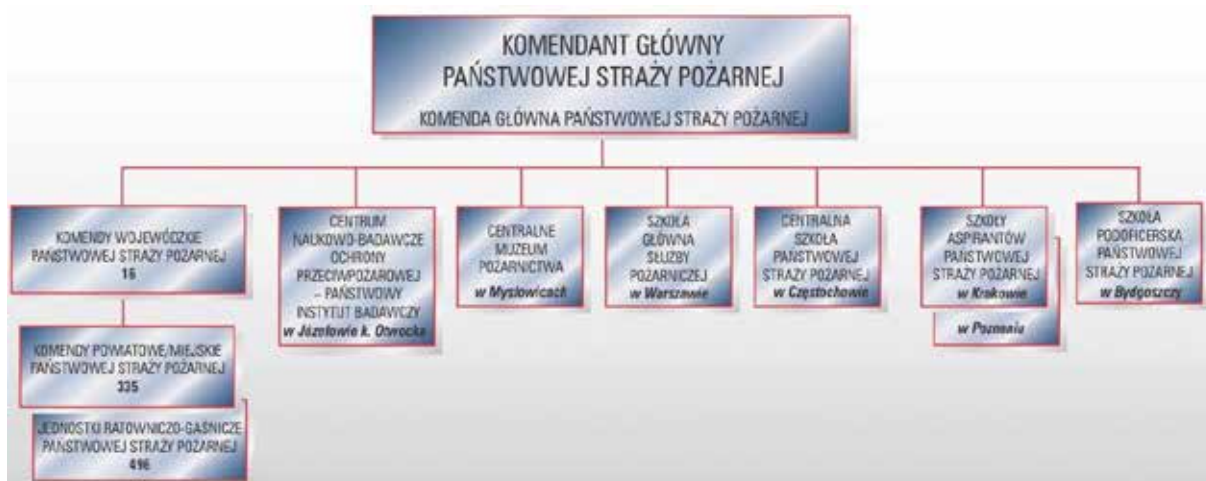 KOMENDANT GŁÓWNY
PAŃSTWOWEJ STRAŻY POŻARNEJ
KOMENDA GŁÓWNA PAŃSTWOWEJ STRAŻY POŻARNEJ
KOMENDY WOJEWÓDZKIE
PAŃSTWOWEJ STRAŻY POŻARNEJ
16
KOMENDY POWIATOWE/MIEJSKIE
PAŃSTWOWEJ STRAŻY POŻARNEJ
335
JEDNOSTKI RATOWNICZO-GAŚNICZE
PAŃSTWOWEJ STRAŻY POŻARNEJ
496
CENTRUM
NAUKOWO-BADAWCZE
OCHRONY
PRZECIWPOŻAROWEJ
– PAŃSTWOWY
INSTYTUT BADAWCZY
w Józefowie k. Otwocka
CENTRALNE
MUZEUM
POŻARNICTWA
w Mysłowicach
SZKOŁA
GŁÓWNA
SŁUŻBY
POŻARNICZEJ
w Warszawie
CENTRALNA
SZKOŁA
PAŃSTWOWEJ
STRAŻY POŻARNEJ
w Częstochowie
SZKOŁY
ASPIRANTÓW
PAŃSTWOWEJ
STRAŻY POŻARNEJ
w Krakowie
w Poznaniu
SZKOŁA
PODOFICERSKA
PAŃSTWOWEJ
STRAŻY POŻARNEJ
w Bydgoszczy